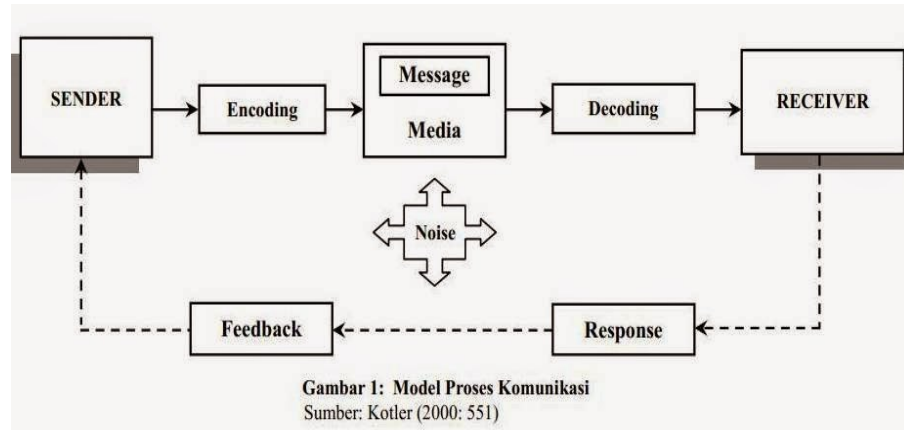 SENDER
Encoding
Message
Media
Decoding
RECEIVER
Noise
Feedback
Response
Gambar 1: Model Proses Komunikasi
Sumber: Kotler (2000: 551)